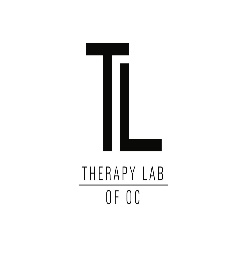 TL
THERAPY LAB
OF OC